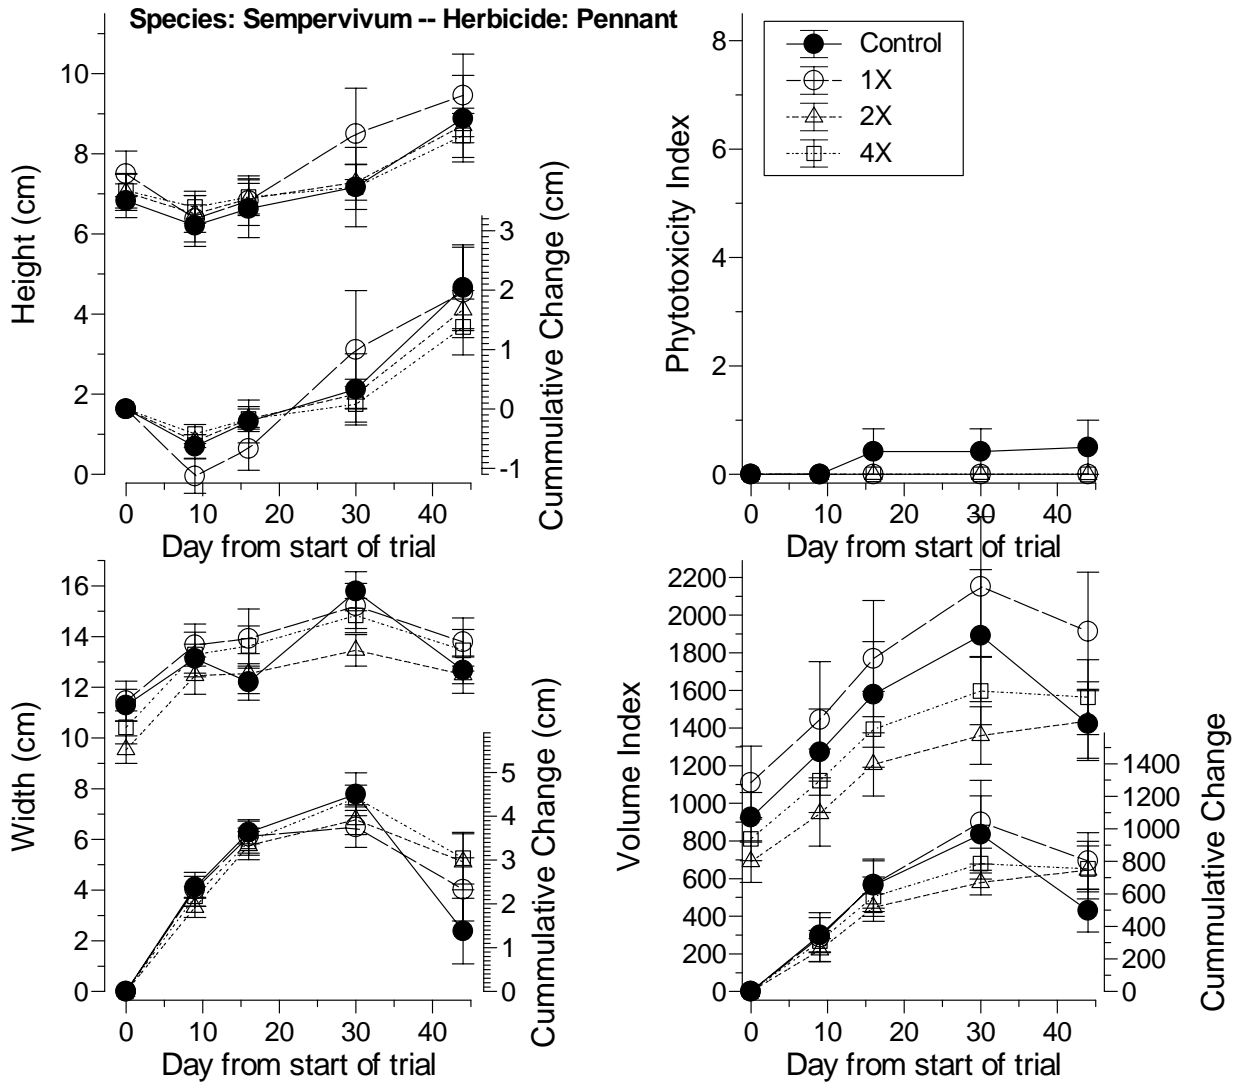 Species: Sempervivum -- Herbicide: Pennant
10
8
6
4
2
0
Height (cm)
3
2
1
0
-1
Cummulative Change (cm)
0 10 20 30 40
Day from start of trial
8
6
4
2
0
Phytotoxicity Index
Control
1X
2X
4X
0 10 20 30 40
Day from start of trial
16
14
12
10
8
6
4
2
0
Width (cm)
5
4
3
2
1
0
Cummulative Change (cm)
0 10 20 30 40
Day from start of trial
2200
2000
1800
1600
1400
1200
1000
800
600
400
200
0
Volume Index
1400
1200
1000
800
600
400
200
0
Cummulative Change
0 10 20 30 40
Day from start of trial